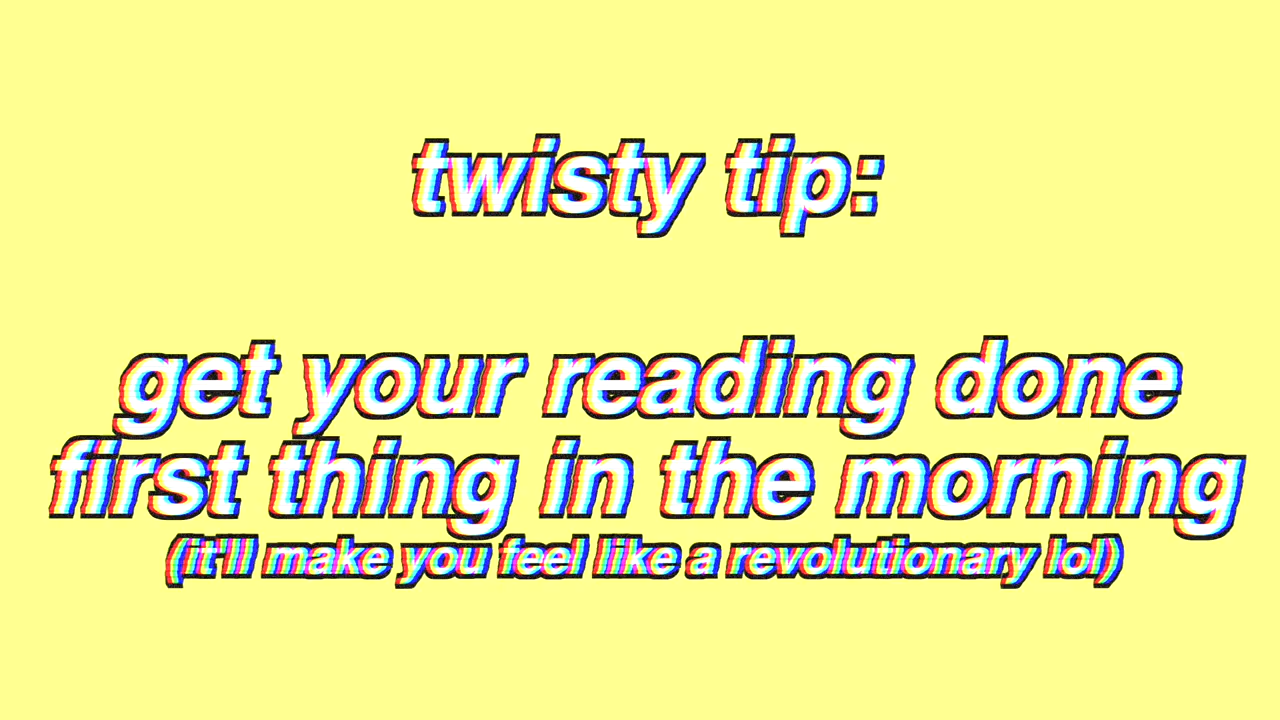 twisty tip:
get your reading done
first thing in the morning
(it'll make you feel like a revolutionary lol)